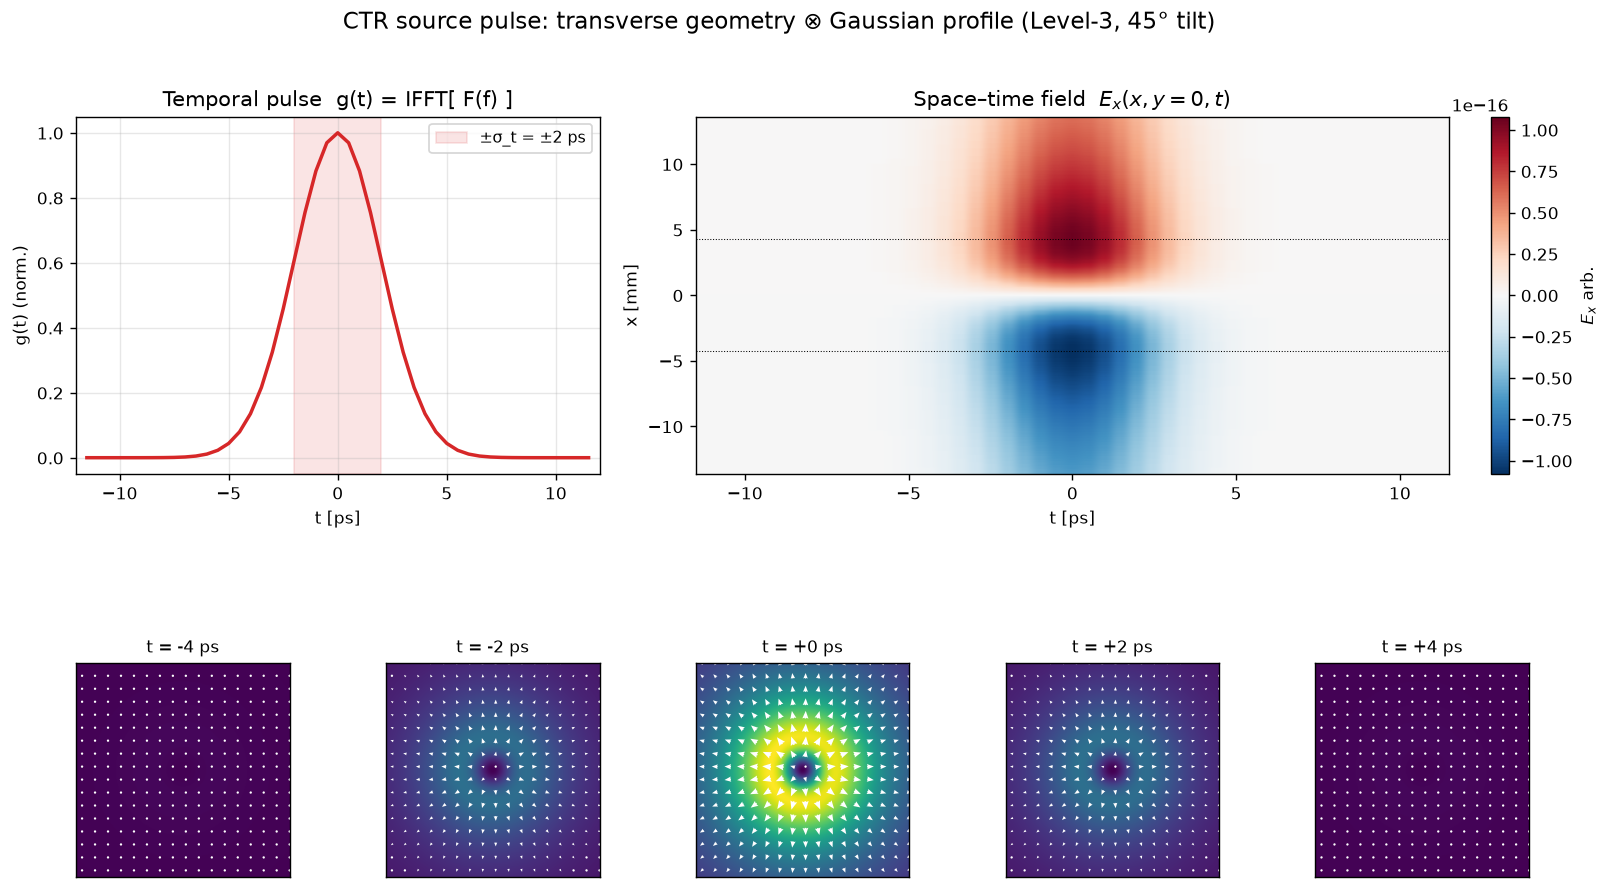 CTR source pulse: transverse geometry ⊗ Gaussian profile (Level-3, 45° tilt)
Temporal pulse g(t) = IFFT[ F(f) ]
g(t) (norm.)
1.0
0.8
0.6
0.4
0.2
0.0
±σ_t = ±2 ps
−10
−5
0
5
10
t [ps]
Space–time field Eₓ(x, y = 0, t)
x [mm]
10
5
0
−5
−10
−10
−5
0
5
10
t [ps]
1e−16
1.00
0.75
0.50
0.25
0.00
−0.25
−0.50
−0.75
−1.00
Eₓ arb.
t = -4 ps
t = -2 ps
t = +0 ps
t = +2 ps
t = +4 ps